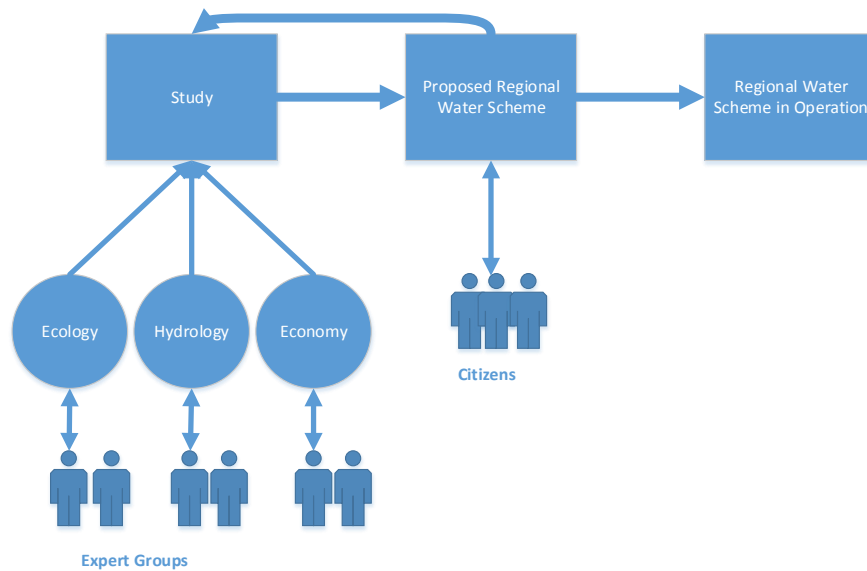 Study
Proposed Regional
Water Scheme
Regional Water
Scheme in Operation
Ecology
Hydrology
Economy
Citizens
Expert Groups